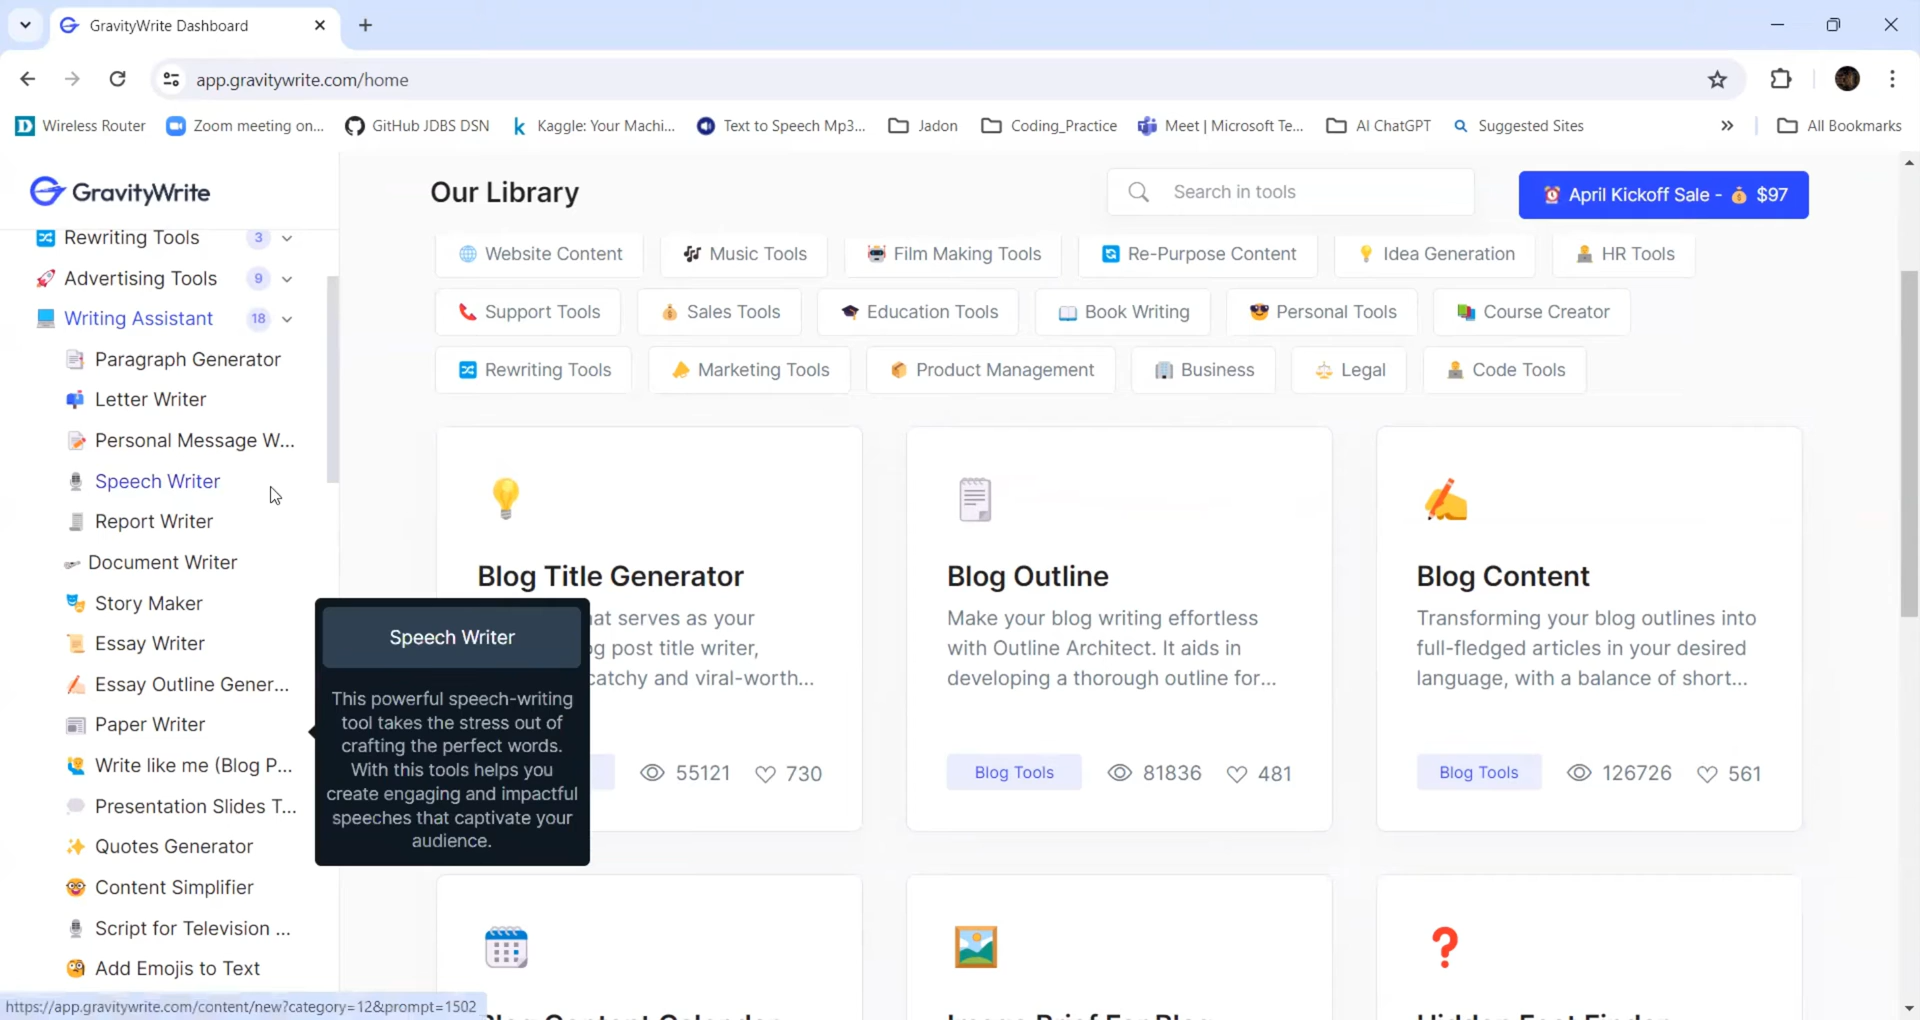 GravityWrite Dashboard
app.gravitywrite.com/home
Wireless Router
Zoom meeting on...
GitHub JDBS DSN
Kaggle: Your Machi...
Text to Speech Mp3...
Jadon
Coding_Practice
Meet | Microsoft Te...
AI ChatGPT
Suggested Sites
»
All Bookmarks
GravityWrite
Rewriting Tools 3
Advertising Tools 9
Writing Assistant 18
Paragraph Generator
Letter Writer
Personal Message W...
Speech Writer
Report Writer
Document Writer
Story Maker
Essay Writer
Essay Outline Gener...
Paper Writer
Write like me (Blog P...
Presentation Slides T...
Quotes Generator
Content Simplifier
Script for Television ...
Add Emojis to Text
https://app.gravitywrite.com/content/new?category=12&prompt=1502
Our Library
Search in tools
April Kickoff Sale - $97
Website Content
Music Tools
Film Making Tools
Re-Purpose Content
Idea Generation
HR Tools
Support Tools
Sales Tools
Education Tools
Book Writing
Personal Tools
Course Creator
Rewriting Tools
Marketing Tools
Product Management
Business
Legal
Code Tools
Blog Title Generator
serves as your
post title writer,
catchy and viral-worth...
55121
730
Speech Writer
This powerful speech-writing
tool takes the stress out of
crafting the perfect words.
With this tools helps you
create engaging and impactful
speeches that captivate your
audience.
Blog Outline
Make your blog writing effortless
with Outline Architect. It aids in
developing a thorough outline for...
Blog Tools
81836
481
Blog Content
Transforming your blog outlines into
full-fledged articles in your desired
language, with a balance of short...
Blog Tools
126726
561